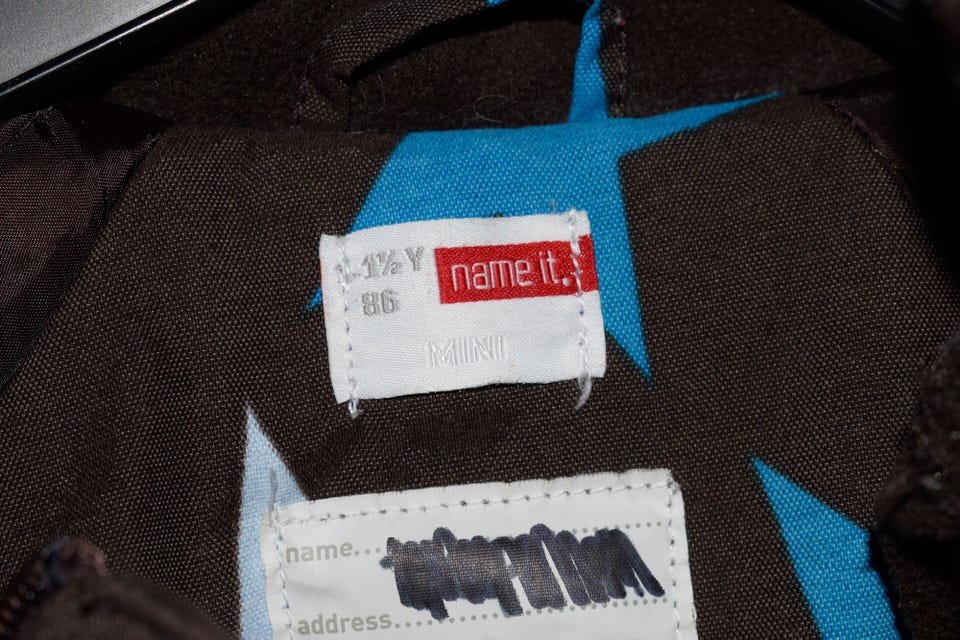 1½ Y
86
name it.
MINI
name...
address...